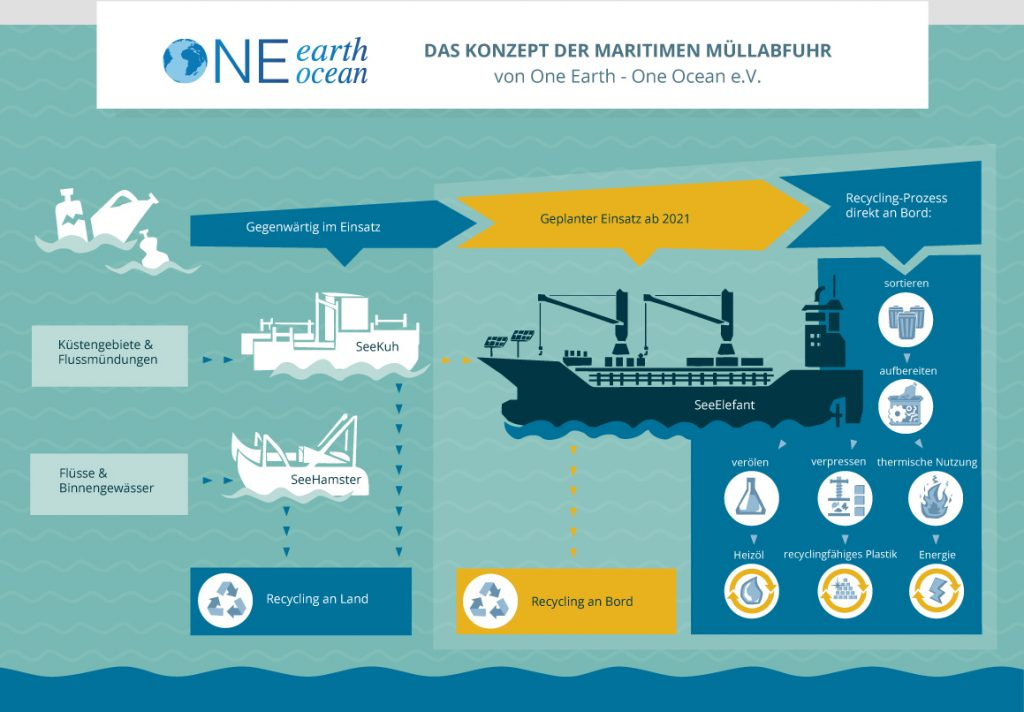 ONE earth
ocean
DAS KONZEPT DER MARITIMEN MÜLLABFUHR
von One Earth - One Ocean e.V.
Gegenwärtig im Einsatz
Geplanter Einsatz ab 2021
Recycling-Prozess
direkt an Bord:
sortieren
Küstengebiete &
Flussmündungen
SeeKuh
aufbereiten
SeeElefant
Flüsse &
Binnengewässer
SeeHamster
verölen
verpressen
thermische Nutzung
Heizöl
recyclingfähiges Plastik
Energie
Recycling an Land
Recycling an Bord